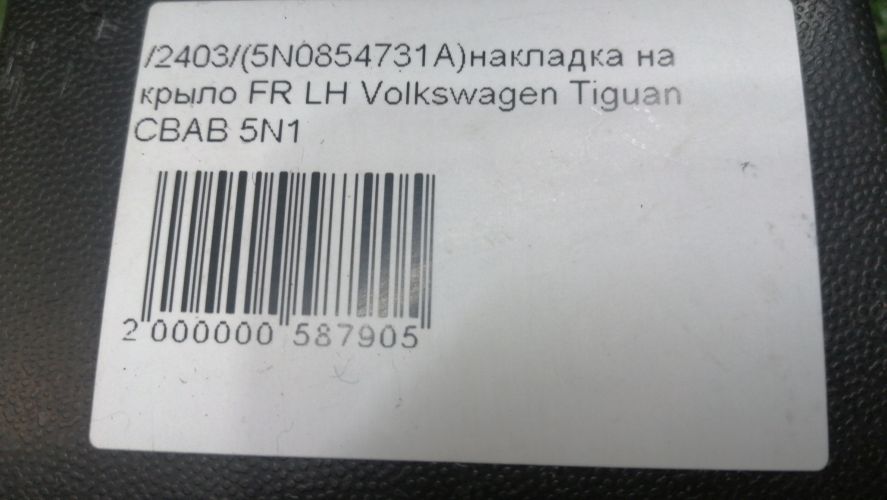 /2403/(5N0854731A)накладка на
крыло FR LH Volkswagen Tiguan
CBAB 5N1
2 000000 587905